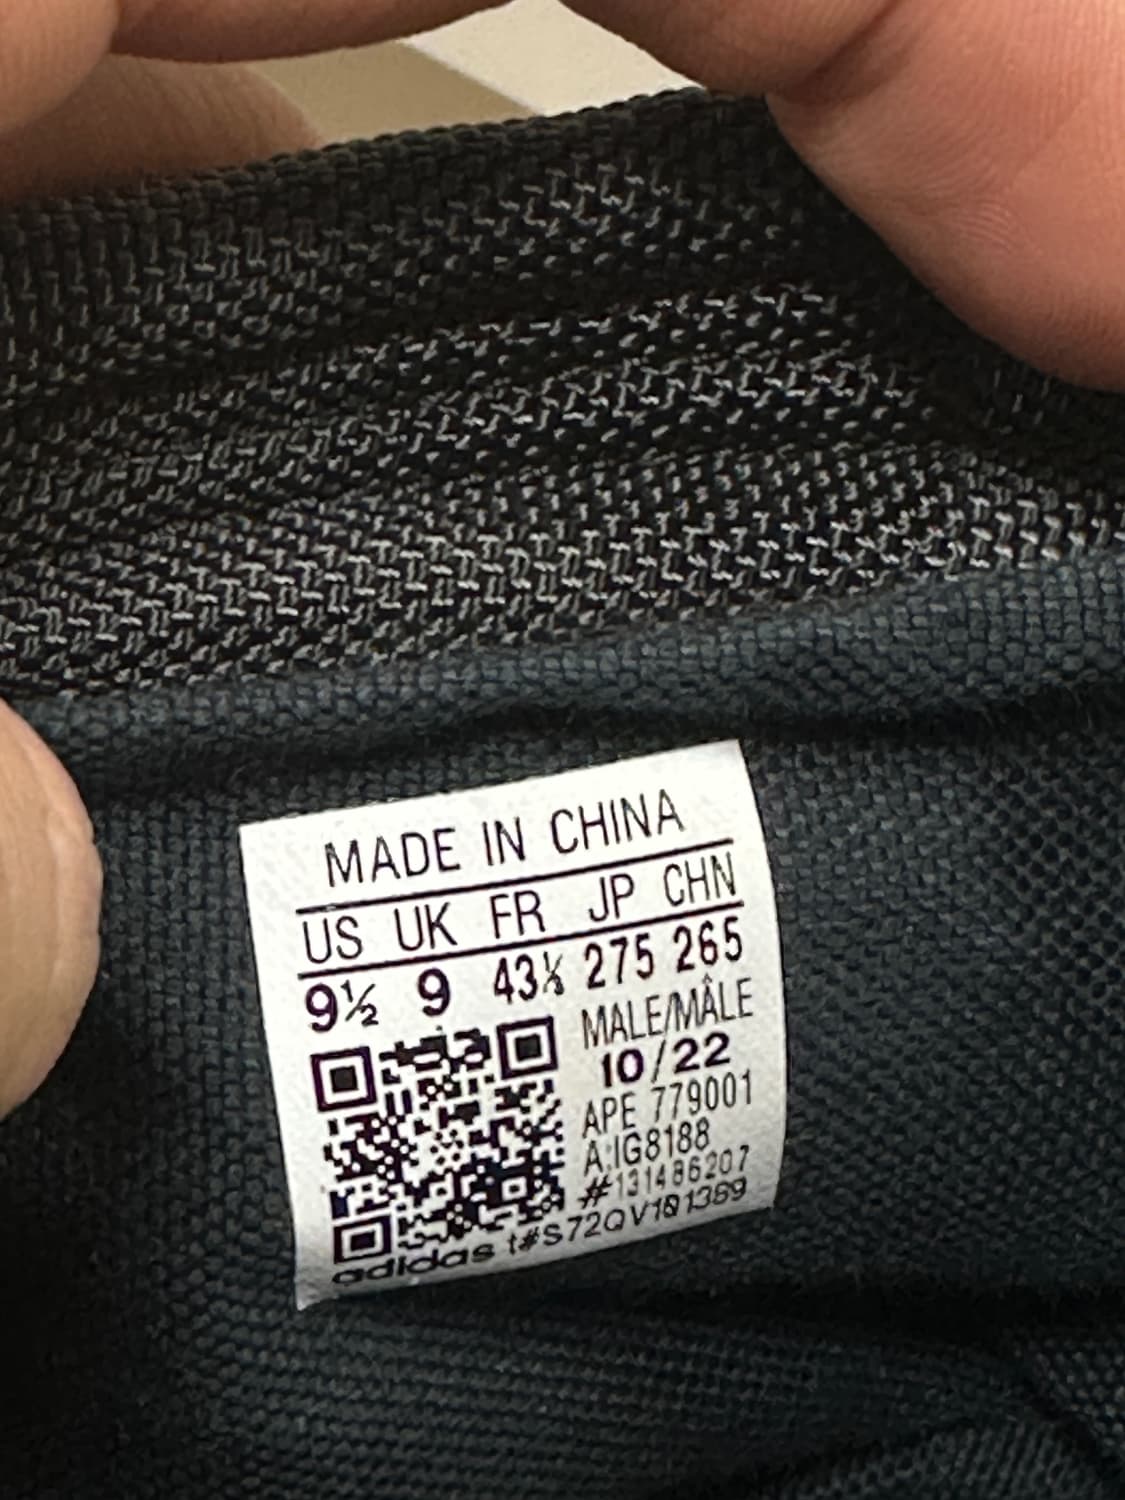 MADE IN CHINA
US UK FR JP CHN
9½ 9 43⅓ 275 265
MALE/MÂLE
10/22
APE 779001
A:IG8188
#131486207
adidas t#S72QV101389